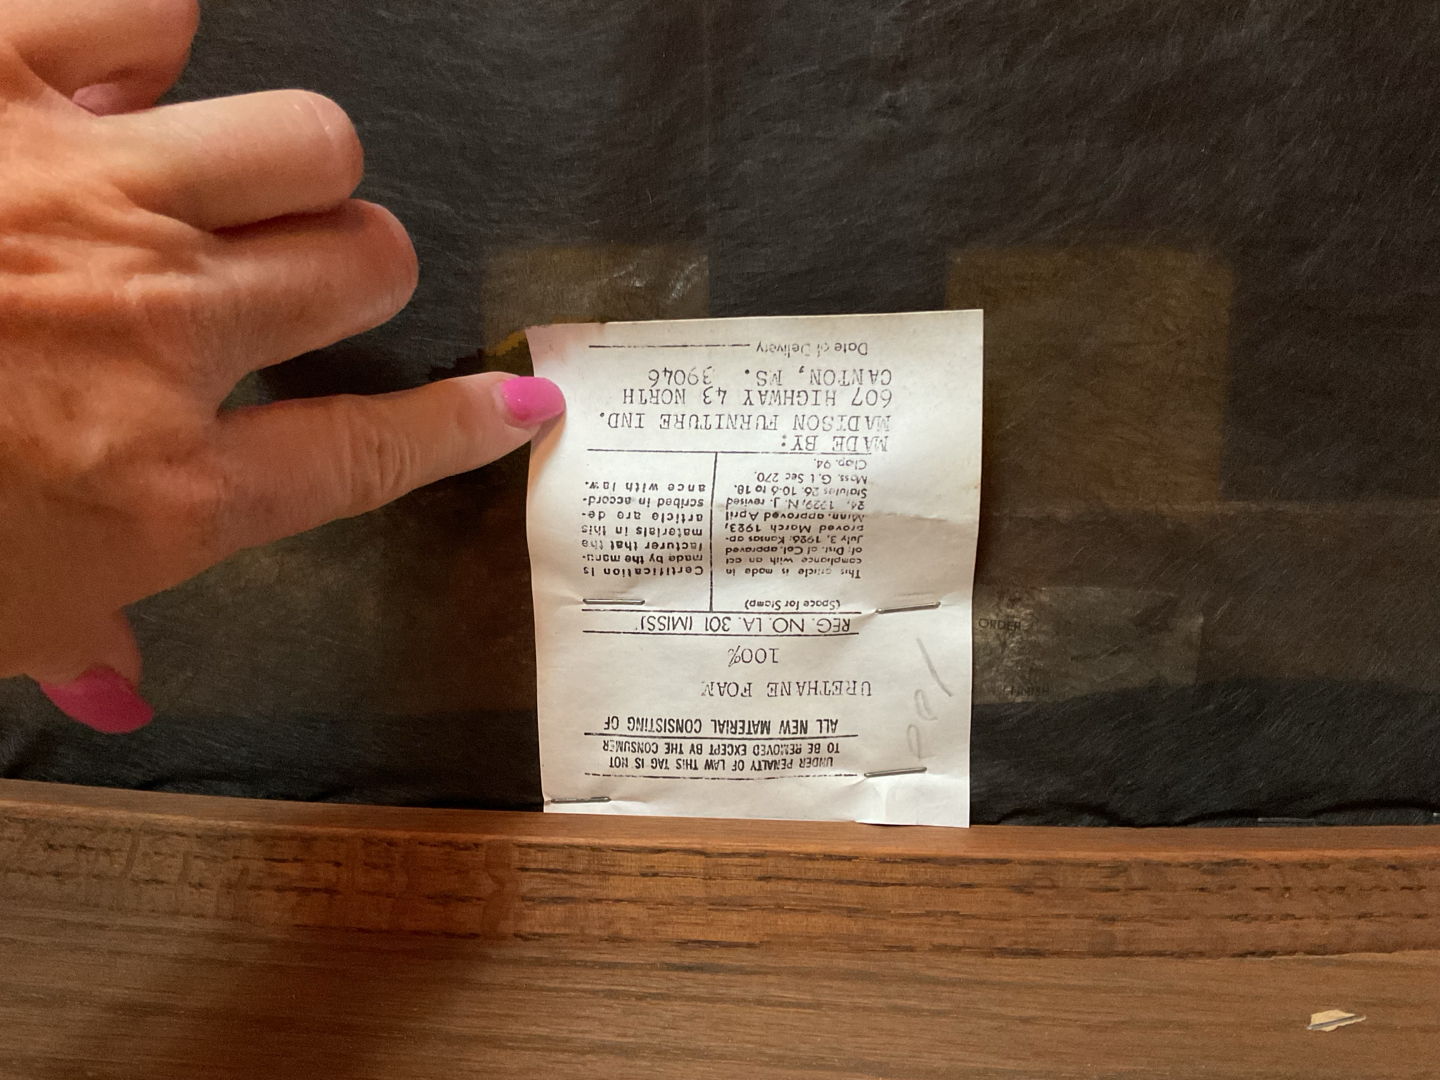 UNDER PENALTY OF LAW THIS TAG IS NOT
TO BE REMOVED EXCEPT BY THE CONSUMER
ALL NEW MATERIAL CONSISTING OF
URETHANE FOAM
100%
REG. NO. LA. 301 (MISS)
(Space for Stamp)
This article is made in
compliance with an act
of: Dist. of Col. approved
July 3, 1926; Kansas ap-
proved March 1923,
Minn. approved April
24, 1929, N. J. revised
Statutes 26: 10-6 to 18.
Mass. G. L Sec 270,
Chap. 94.
Certification is
made by the manu-
facturer that the
materials in this
article are de-
scribed in accord-
ance with law.
MADE BY:
MADISON FURNITURE IND.
607 HIGHWAY 43 NORTH
CANTON, MS. 39046
Date of Delivery
ORDER